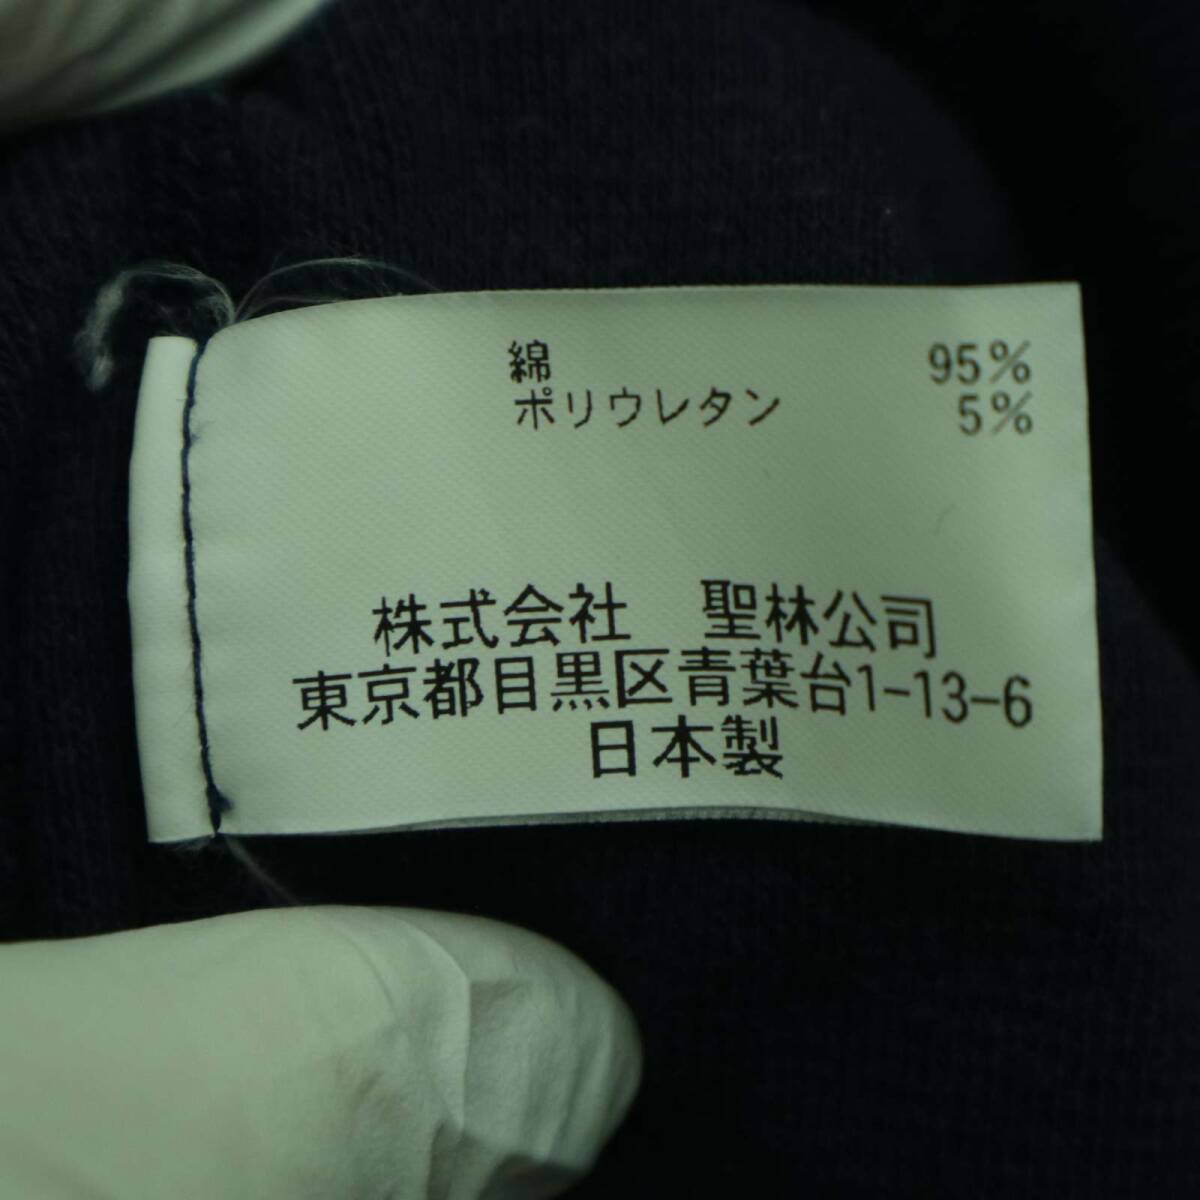 綿 95%
ポリウレタン 5%
株式会社 聖林公司
東京都目黒区青葉台1-13-6
日本製